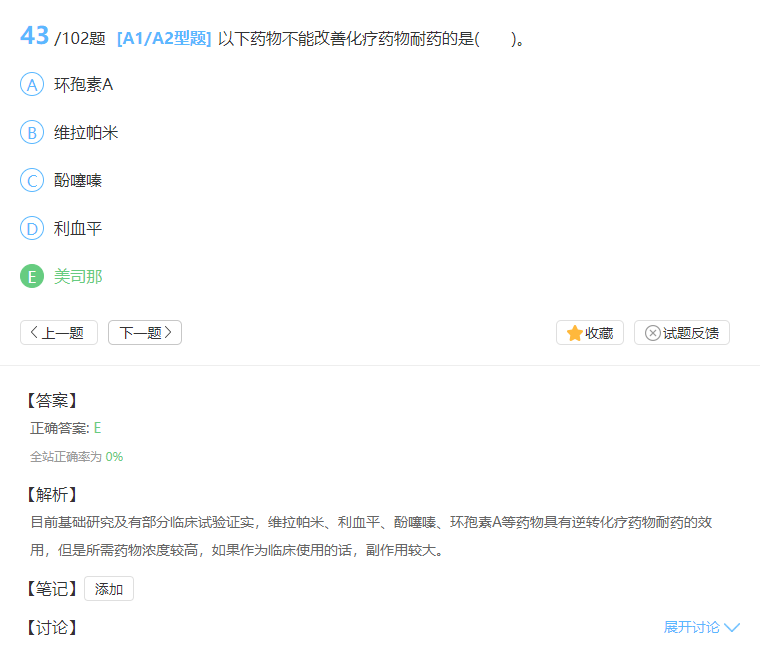 43 /102题 [A1/A2型题] 以下药物不能改善化疗药物耐药的是(　　)。
A 环孢素A
B 维拉帕米
C 酚噻嗪
D 利血平
E 美司那
上一题 下一题 收藏 试题反馈
【答案】
正确答案: E
全站正确率为 0%
【解析】
目前基础研究及有部分临床试验证实，维拉帕米、利血平、酚噻嗪、环孢素A等药物具有逆转化疗药物耐药的效
用，但是所需药物浓度较高，如果作为临床使用的话，副作用较大。
【笔记】 添加
【讨论】 展开讨论